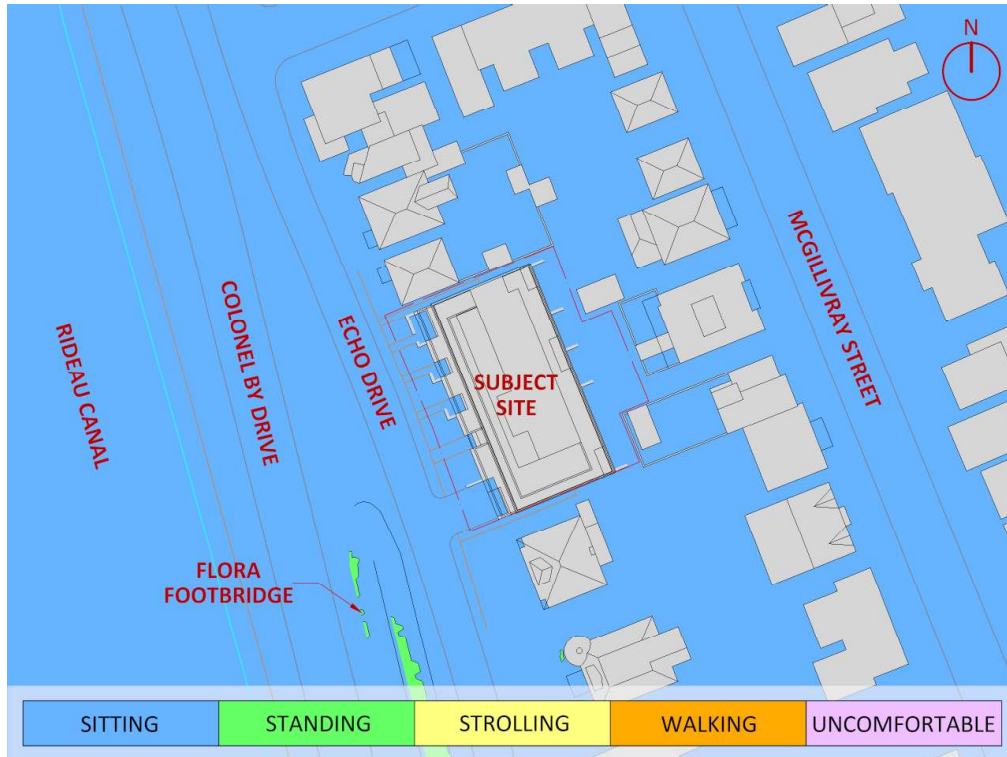 N
MCGILLIVRAY STREET
COLONEL BY DRIVE
ECHO DRIVE
RIDEAU CANAL
SUBJECT
SITE
FLORA
FOOTBRIDGE
SITTING
STANDING
STROLLING
WALKING
UNCOMFORTABLE